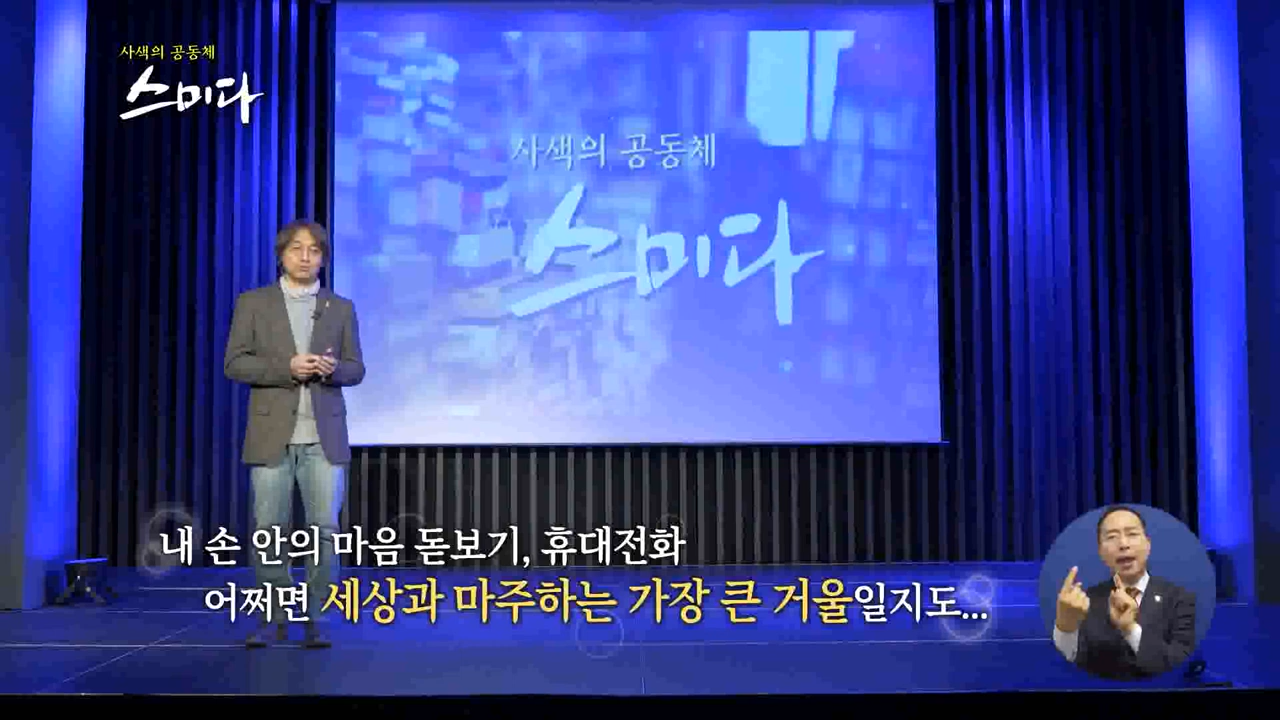 사색의 공동체
스미다
사색의 공동체
스미다
내 손 안의 마음 돋보기, 휴대전화
어쩌면 세상과 마주하는 가장 큰 거울일지도...